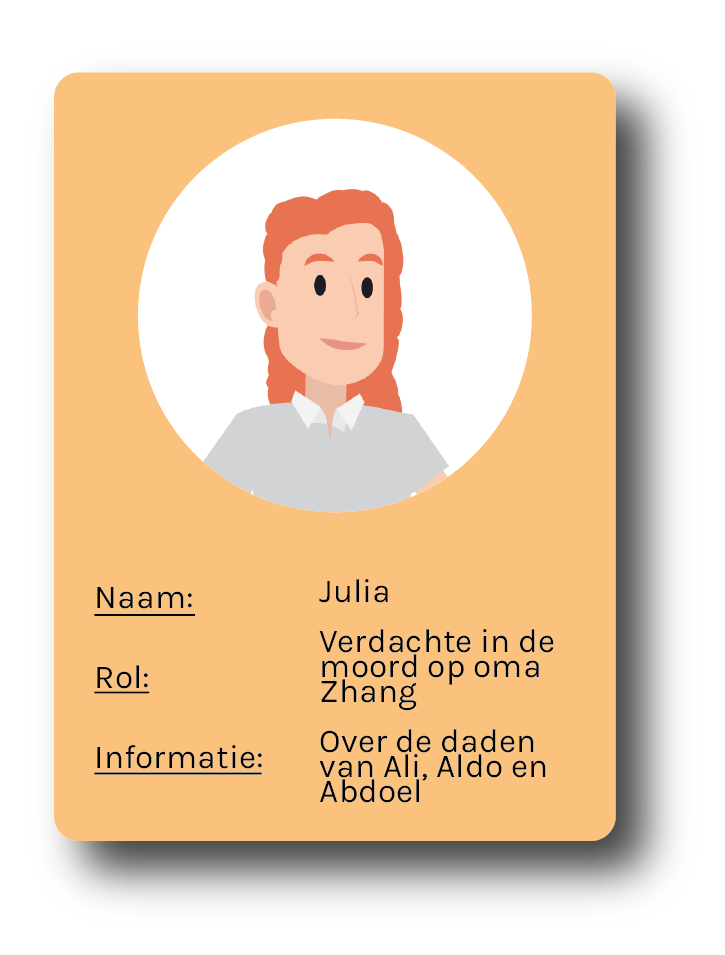 Naam:
Julia
Rol:
Verdachte in de
moord op oma
Zhang
Informatie:
Over de daden
van Ali, Aldo en
Abdoel